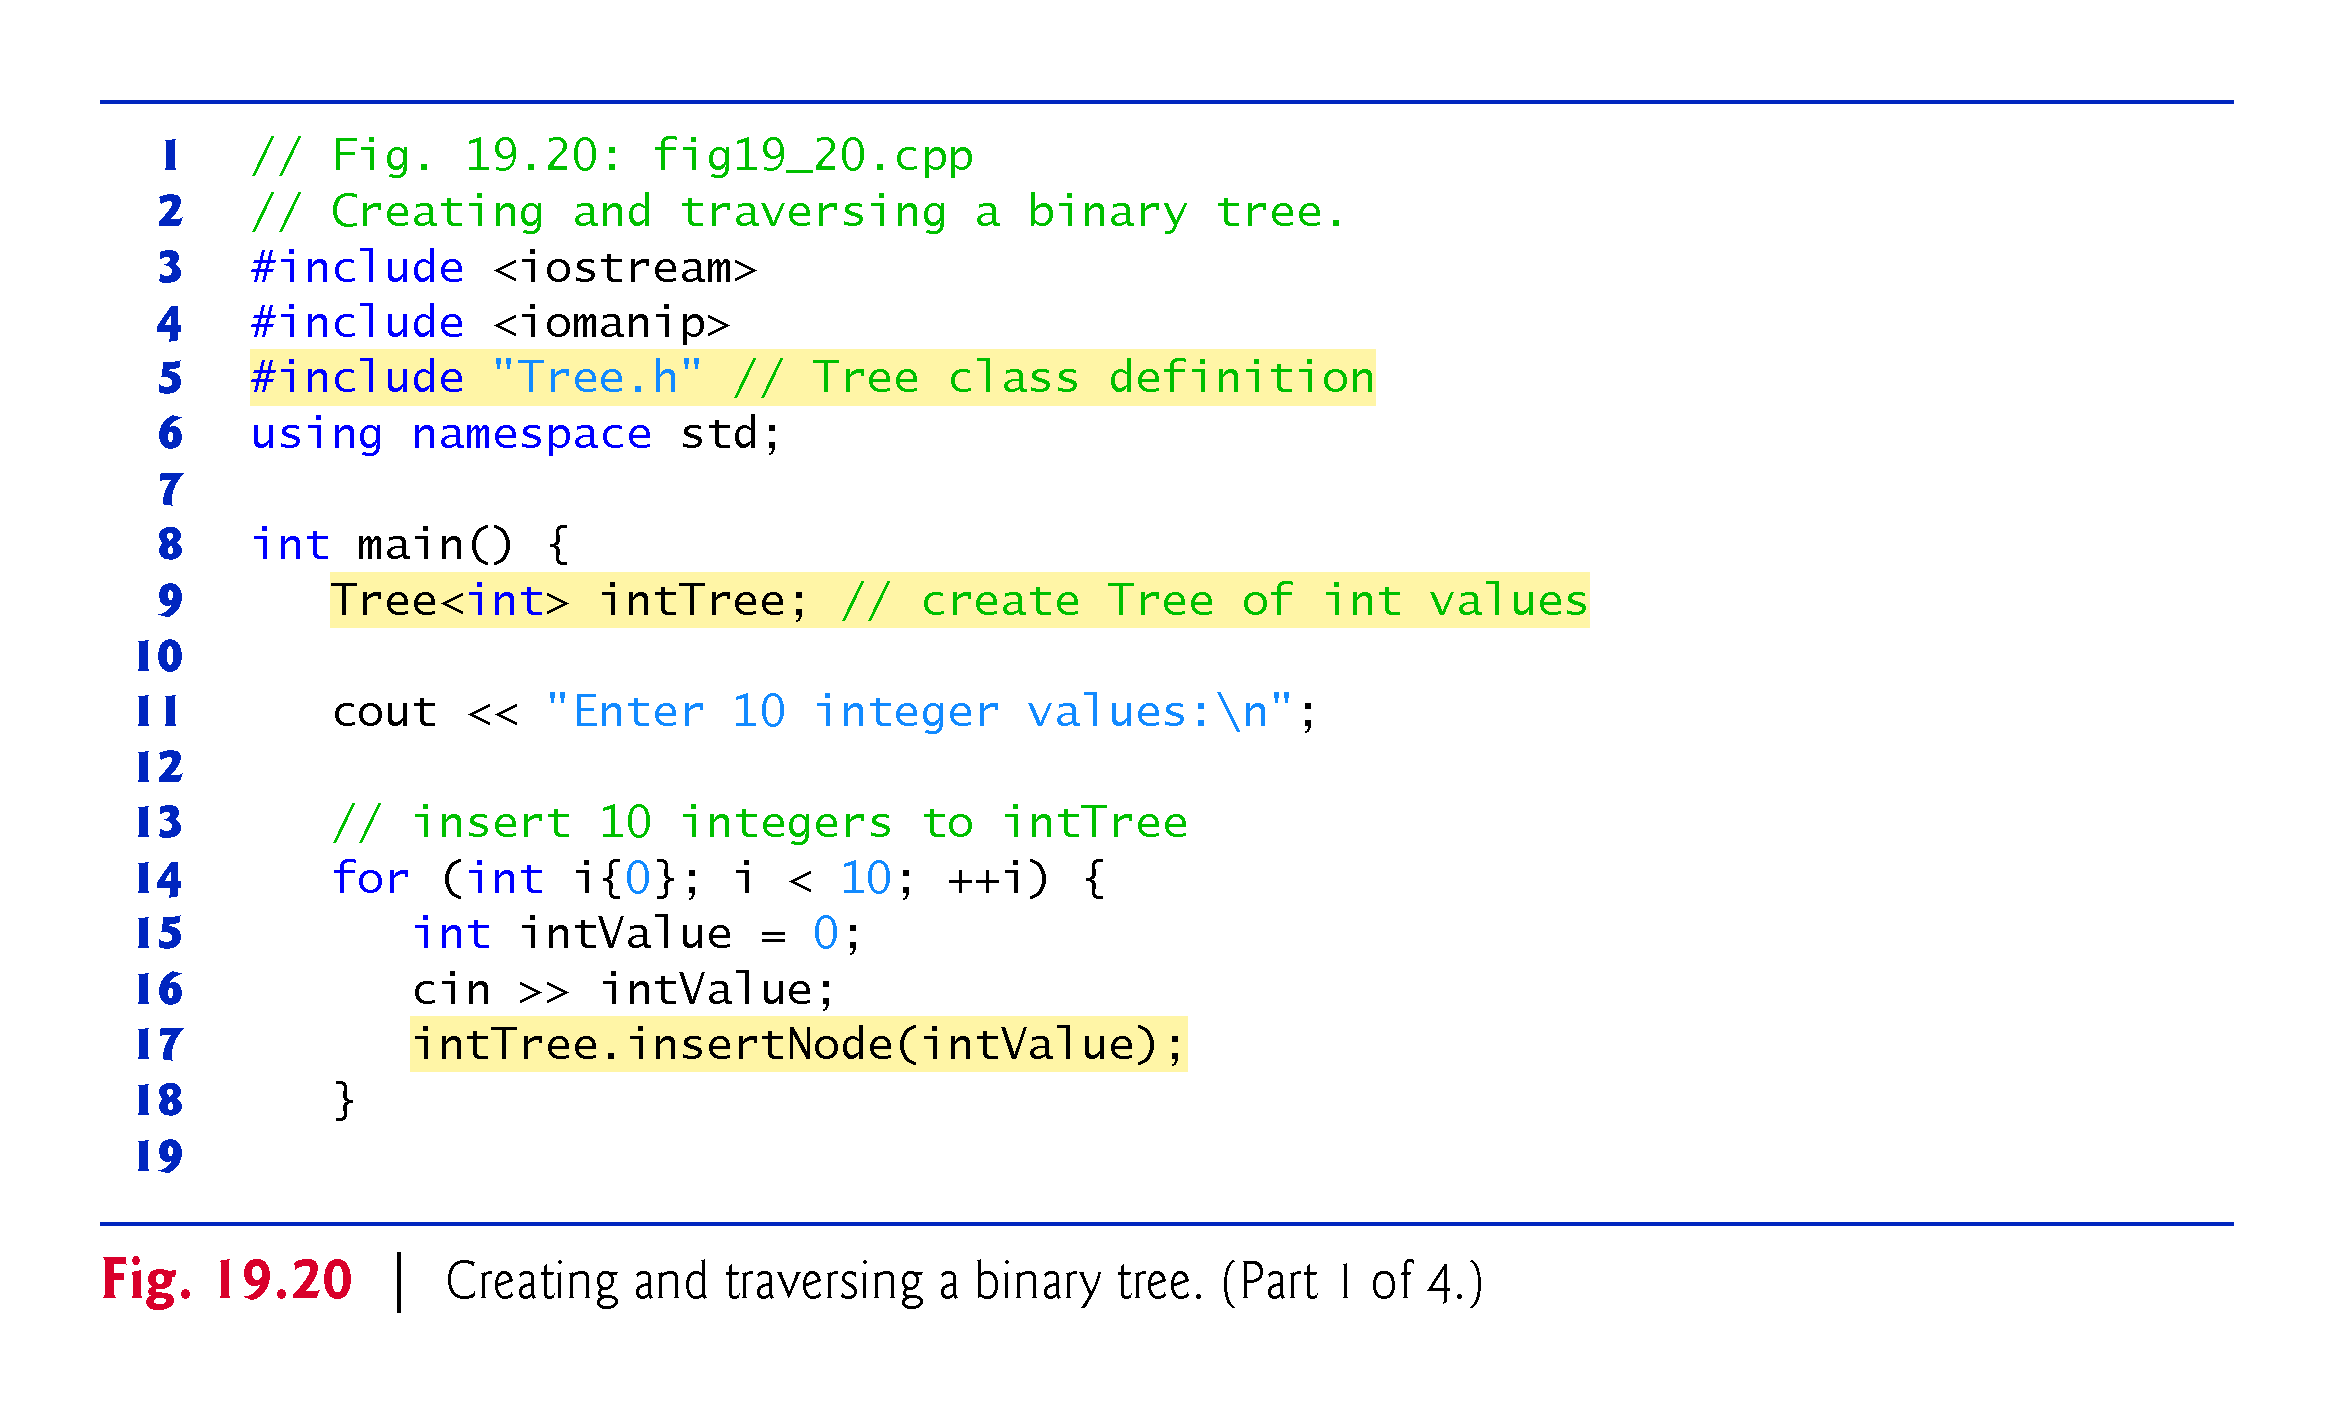 1 // Fig. 19.20: fig19_20.cpp
2 // Creating and traversing a binary tree.
3 #include <iostream>
4 #include <iomanip>
5 #include "Tree.h" // Tree class definition
6 using namespace std;
7
8 int main() {
9    Tree<int> intTree; // create Tree of int values
10
11    cout << "Enter 10 integer values:\n";
12
13    // insert 10 integers to intTree
14    for (int i{0}; i < 10; ++i) {
15       int intValue = 0;
16       cin >> intValue;
17       intTree.insertNode(intValue);
18    }
19
Fig. 19.20 | Creating and traversing a binary tree. (Part 1 of 4.)